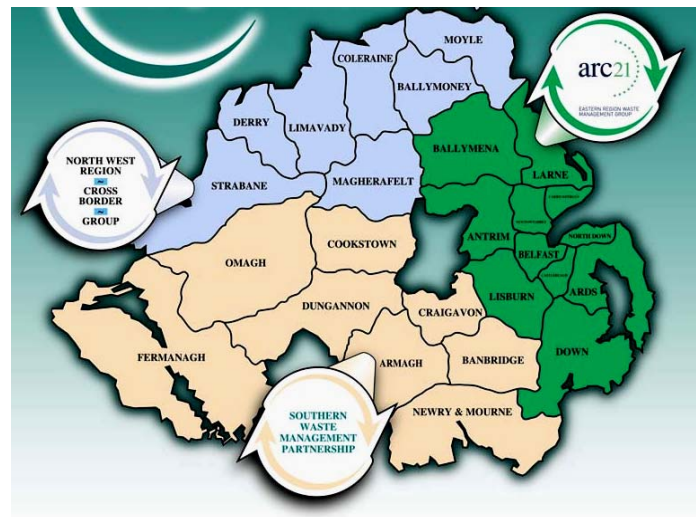 MOYLE
COLERAINE
arc21
BALLYMONEY
EASTERN REGION WASTE
MANAGEMENT GROUP
DERRY
LIMAVADY
BALLYMENA
NORTH WEST
REGION
~
CROSS
BORDER
~
GROUP
LARNE
STRABANE
MAGHERAFELT
ANTRIM
NORTH DOWN
COOKSTOWN
BELFAST
OMAGH
LISBURN
ARDS
DUNGANNON
CRAIGAVON
DOWN
FERMANAGH
ARMAGH
BANBRIDGE
NEWRY & MOURNE
SOUTHERN
WASTE
MANAGEMENT
PARTNERSHIP